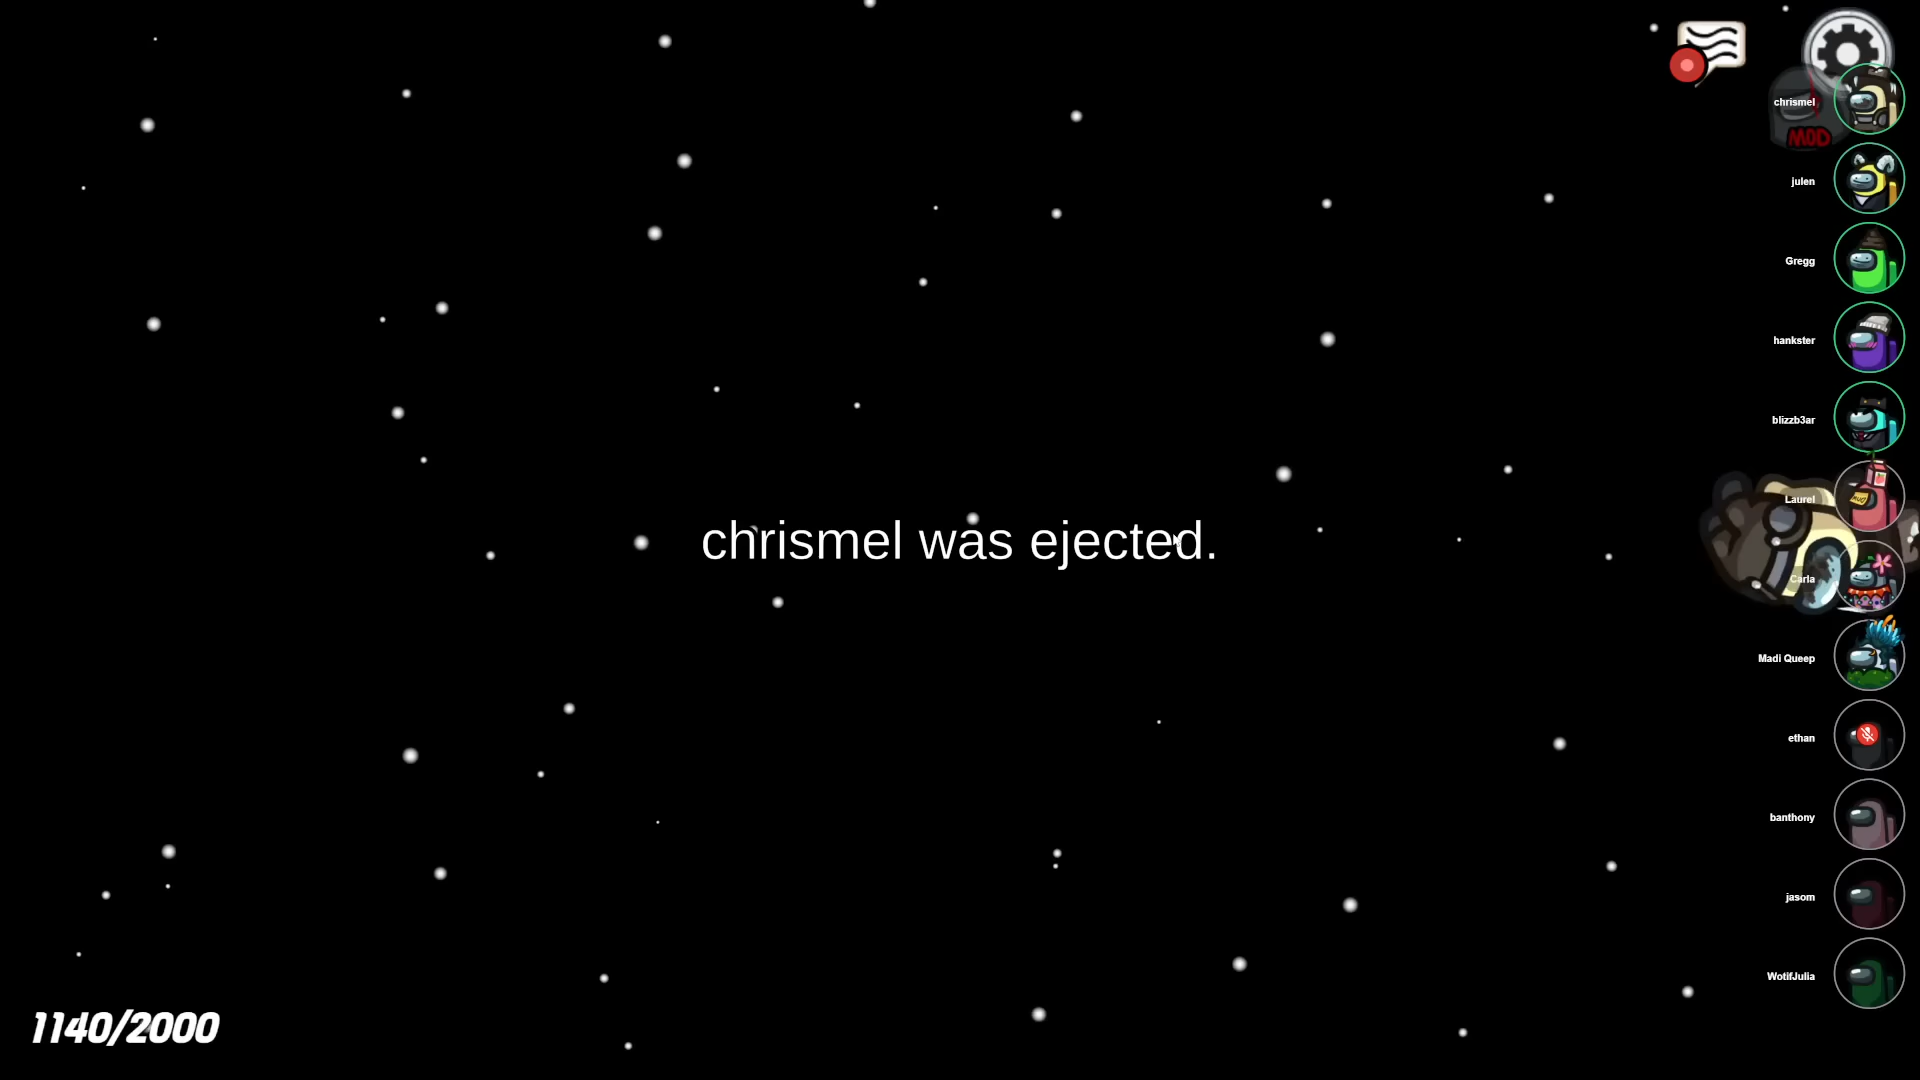 chrismel
MOD
julen
Gregg
hankster
blizzb3ar
Laurel
chrismel was ejected.
Carla
Madi Queep
ethan
banthony
jasom
WotifJulia
1140/2000